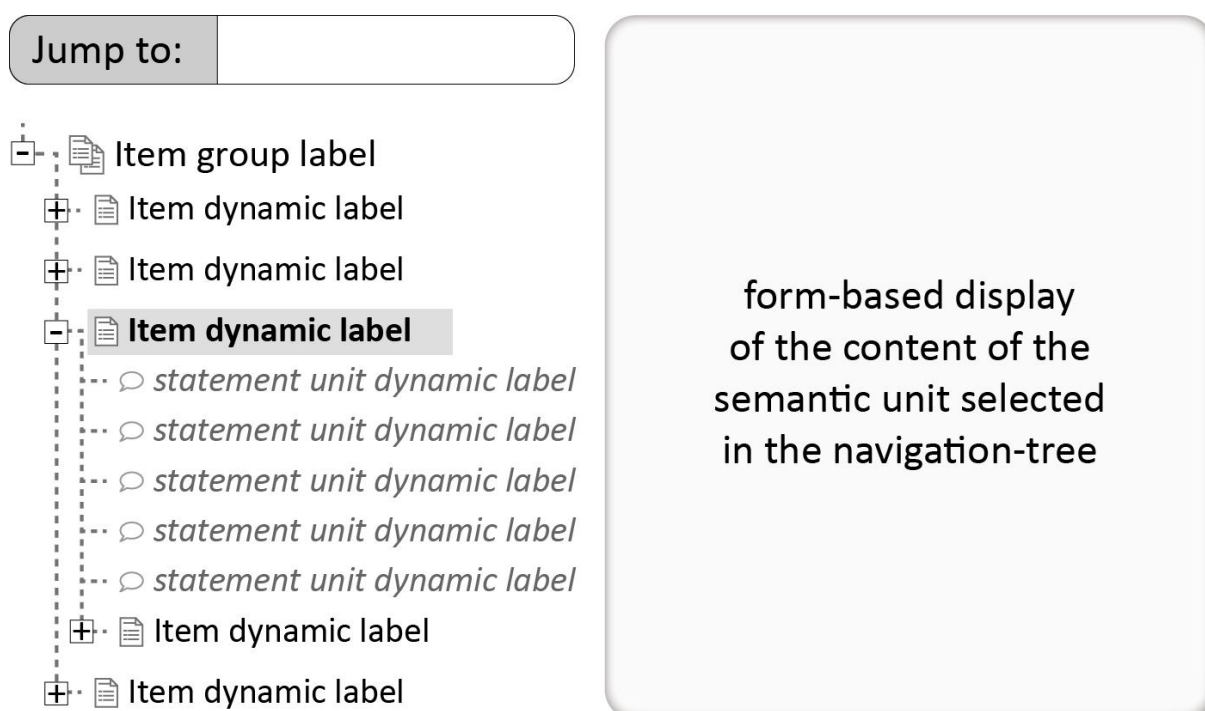 Jump to:
Item group label
Item dynamic label
Item dynamic label
Item dynamic label
statement unit dynamic label
statement unit dynamic label
statement unit dynamic label
statement unit dynamic label
statement unit dynamic label
Item dynamic label
Item dynamic label
form-based display
of the content of the
semantic unit selected
in the navigation-tree